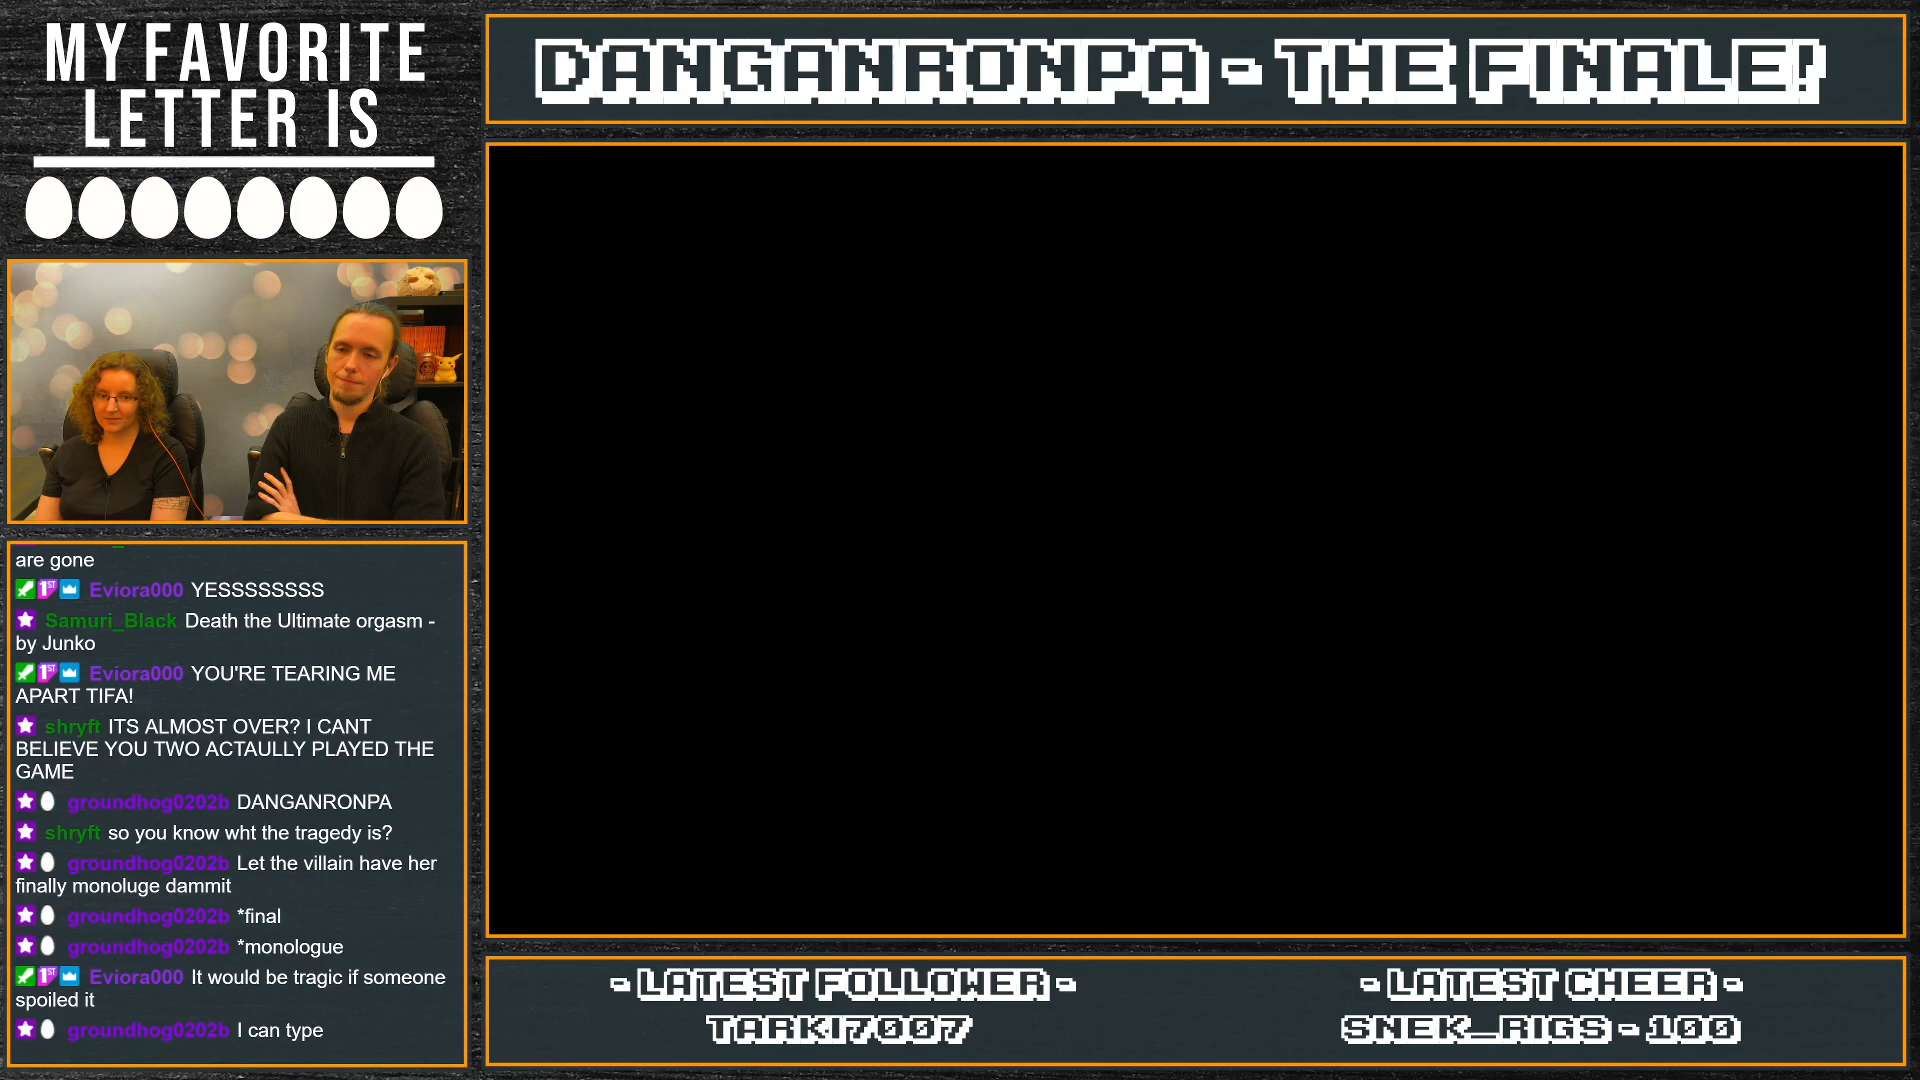 MY FAVORITE
LETTER IS
DANGANRONPA - THE FINALE!
are gone
Eviora000 YESSSSSSSS
Samuri_Black Death the Ultimate orgasm -
by Junko
Eviora000 YOU'RE TEARING ME
APART TIFA!
shryft ITS ALMOST OVER? I CANT
BELIEVE YOU TWO ACTAULLY PLAYED THE
GAME
groundhog0202b DANGANRONPA
shryft so you know wht the tragedy is?
groundhog0202b Let the villain have her
finally monoluge dammit
groundhog0202b *final
groundhog0202b *monologue
Eviora000 It would be tragic if someone
spoiled it
groundhog0202b I can type
- LATEST FOLLOWER -
TARKI7007
- LATEST CHEER -
SNEK_RIGS - 100